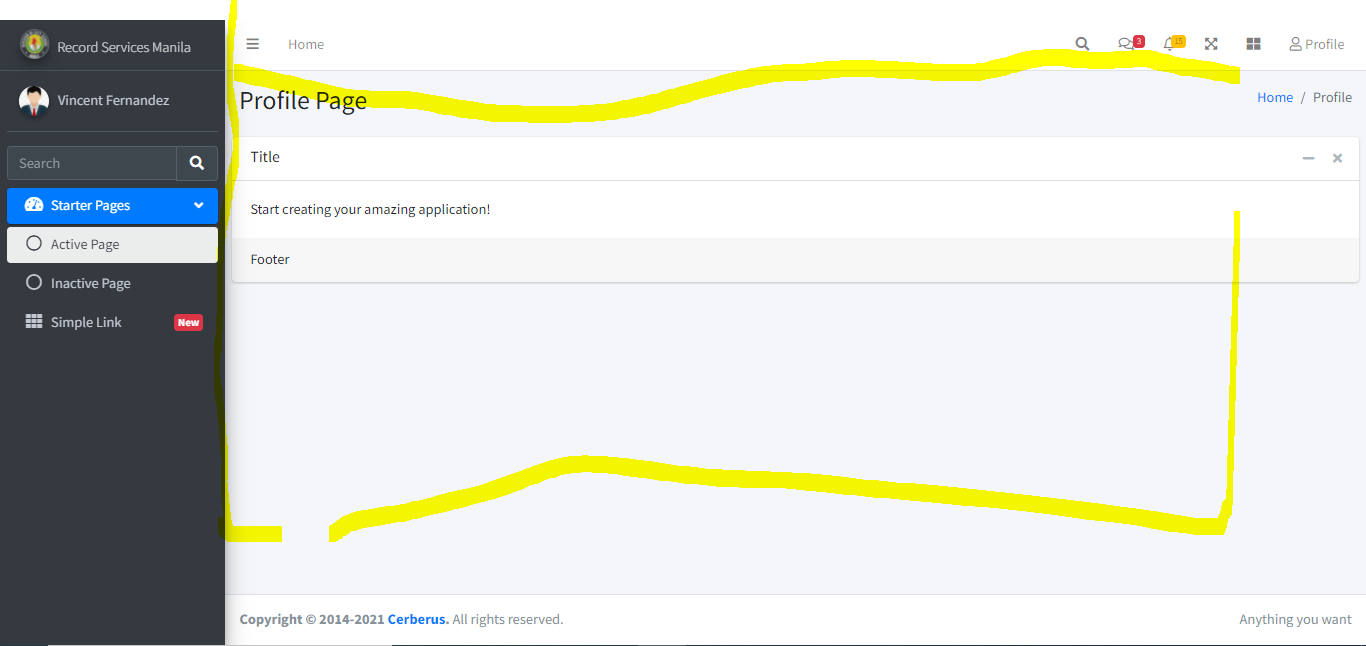 Record Services Manila
Home
3
15
Profile
Vincent Fernandez
Profile Page
Home / Profile
Search
Title
Starter Pages
Start creating your amazing application!
Active Page
Footer
Inactive Page
Simple Link
New
Copyright © 2014-2021 Cerberus. All rights reserved.
Anything you want